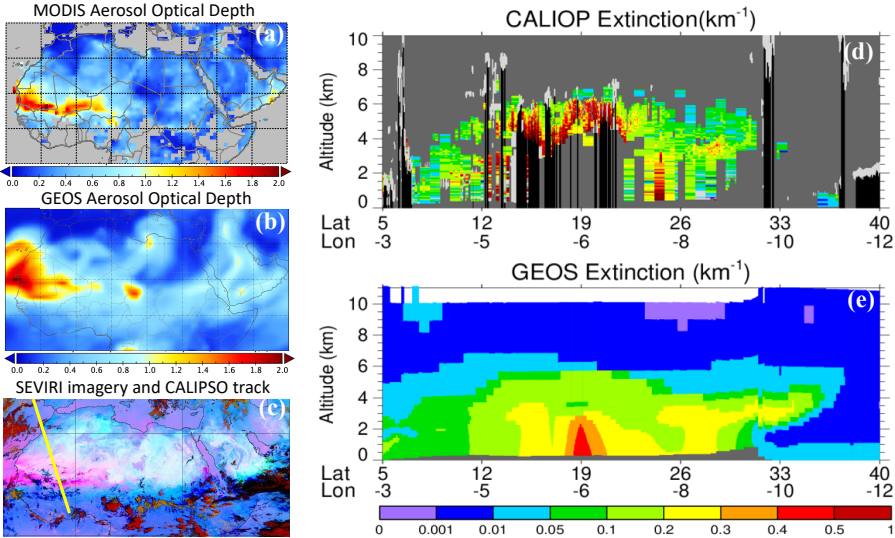 MODIS Aerosol Optical Depth
(a)
0.0 0.2 0.4 0.6 0.8 1.0 1.2 1.4 1.6 1.8 2.0
GEOS Aerosol Optical Depth
(b)
0.0 0.2 0.4 0.6 0.8 1.0 1.2 1.4 1.6 1.8 2.0
SEVIRI imagery and CALIPSO track
(c)
CALIOP Extinction(km-1)
(d)
Altitude (km)
10
8
6
4
2
0
Lat 5 12 19 26 33 40
Lon -3 -5 -6 -8 -10 -12
GEOS Extinction (km-1)
(e)
Altitude (km)
10
8
6
4
2
0
Lat 5 12 19 26 33 40
Lon -3 -5 -6 -8 -10 -12
0 0.001 0.01 0.05 0.1 0.2 0.3 0.4 0.5 1